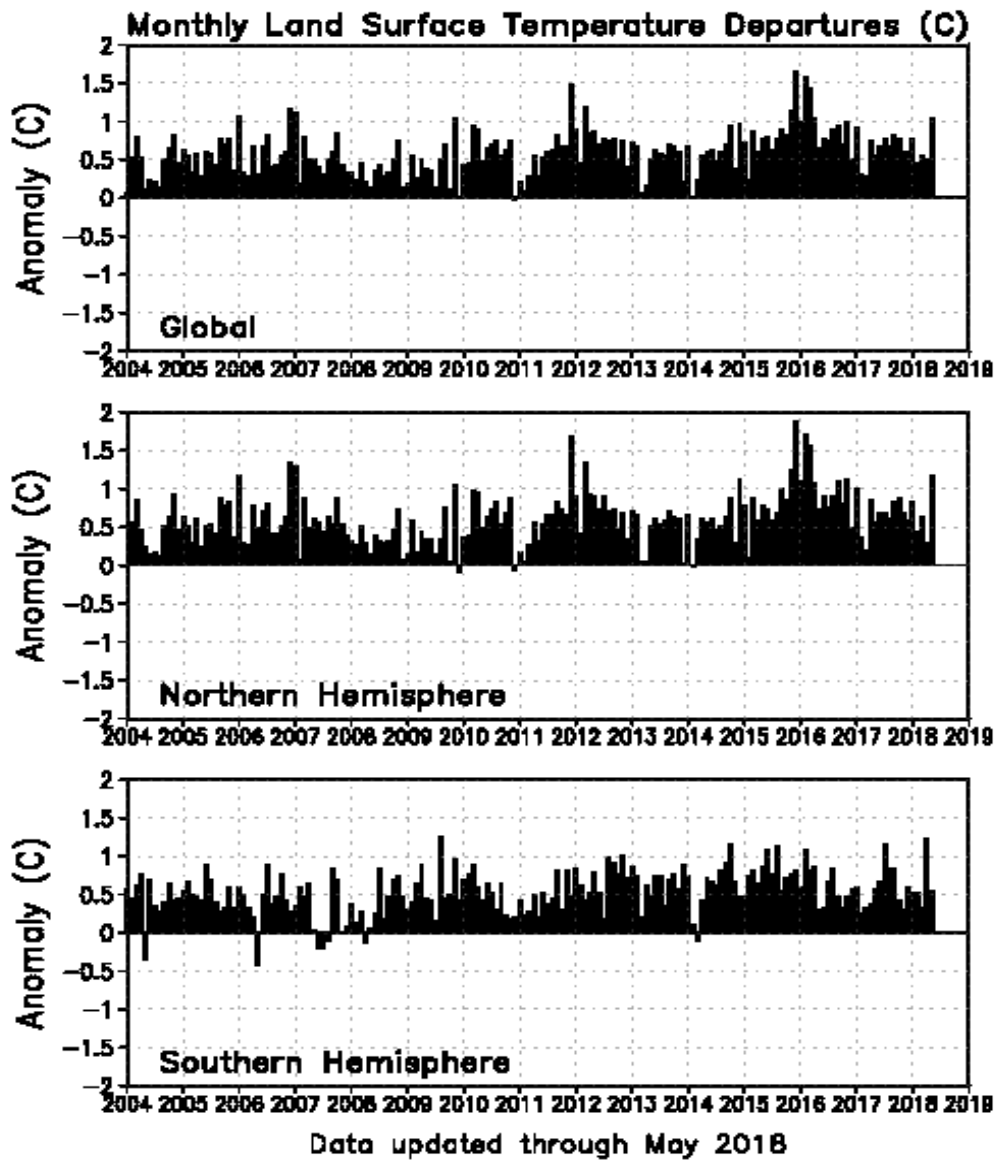 Monthly Land Surface Temperature Departures (C)
2
1.5
1
0.5
0
−0.5
−1
−1.5
−2
Anomaly (C)
Global
2004 2005 2006 2007 2008 2009 2010 2011 2012 2013 2014 2015 2016 2017 2018 2019
2
1.5
1
0.5
0
−0.5
−1
−1.5
−2
Anomaly (C)
Northern Hemisphere
2004 2005 2006 2007 2008 2009 2010 2011 2012 2013 2014 2015 2016 2017 2018 2019
2
1.5
1
0.5
0
−0.5
−1
−1.5
−2
Anomaly (C)
Southern Hemisphere
2004 2005 2006 2007 2008 2009 2010 2011 2012 2013 2014 2015 2016 2017 2018 2019
Data updated through May 2018